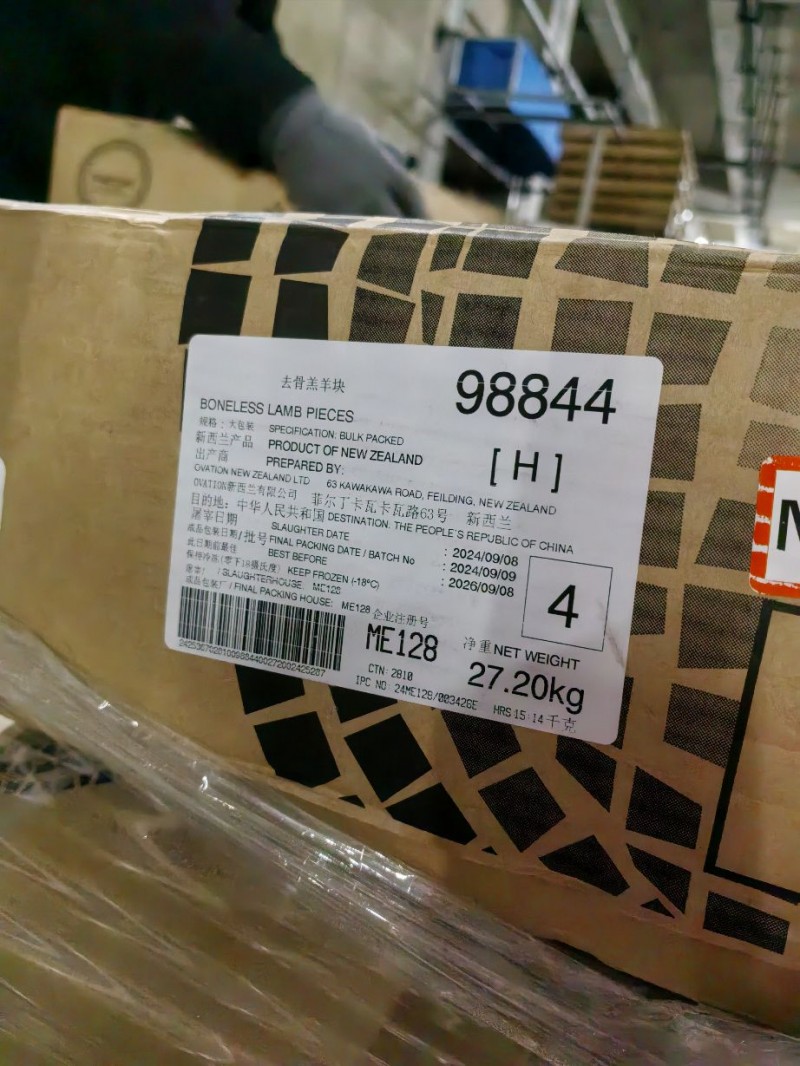 去骨羔羊块
98844
BONELESS LAMB PIECES
规格：大包装 SPECIFICATION: BULK PACKED
新西兰产品 PRODUCT OF NEW ZEALAND
[ H ]
出产商 PREPARED BY:
OVATION NEW ZEALAND LTD 63 KAWAKAWA ROAD, FEILDING, NEW ZEALAND
OVATION新西兰有限公司 菲尔丁卡瓦卡瓦路63号 新西兰
目的地：中华人民共和国 DESTINATION: THE PEOPLE'S REPUBLIC OF CHINA
屠宰日期 SLAUGHTER DATE : 2024/09/08
成品包装日期/批号 FINAL PACKING DATE / BATCH No : 2024/09/09
此日期前最佳 BEST BEFORE : 2026/09/08
保持冷冻(零下18摄氏度) KEEP FROZEN (-18°C)
4
屠宰厂 / SLAUGHTERHOUSE: ME128
成品包装厂 / FINAL PACKING HOUSE: ME128
企业注册号
ME128
净重 NET WEIGHT
27.20kg
千克
CTN: 2810
IPC NO: 24ME128/003426E HRS 15:14
N